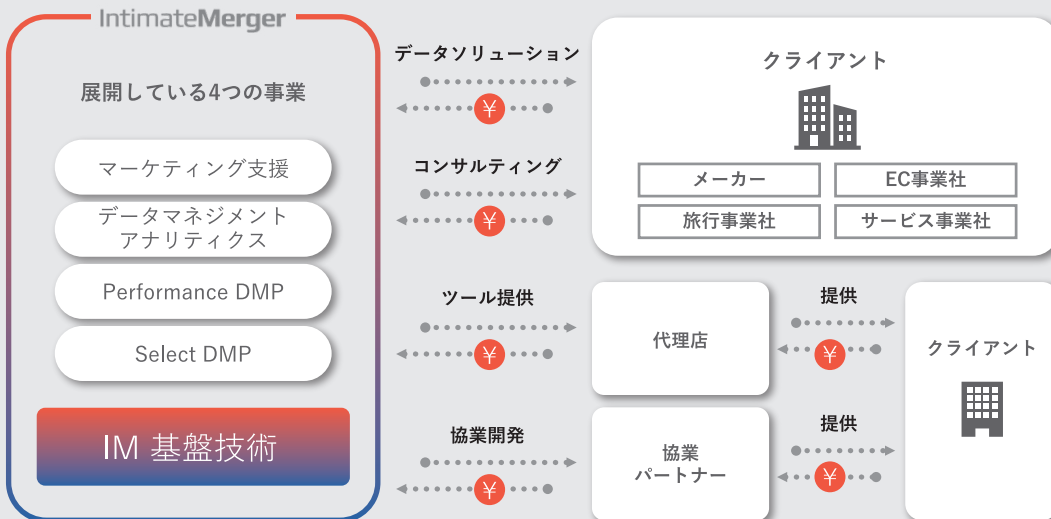 IntimateMerger
展開している4つの事業
マーケティング支援
データマネジメント
アナリティクス
Performance DMP
Select DMP
IM 基盤技術
データソリューション
¥
コンサルティング
¥
クライアント
メーカー
EC事業社
旅行事業社
サービス事業社
ツール提供
¥
代理店
提供
¥
協業開発
¥
協業
パートナー
提供
¥
クライアント